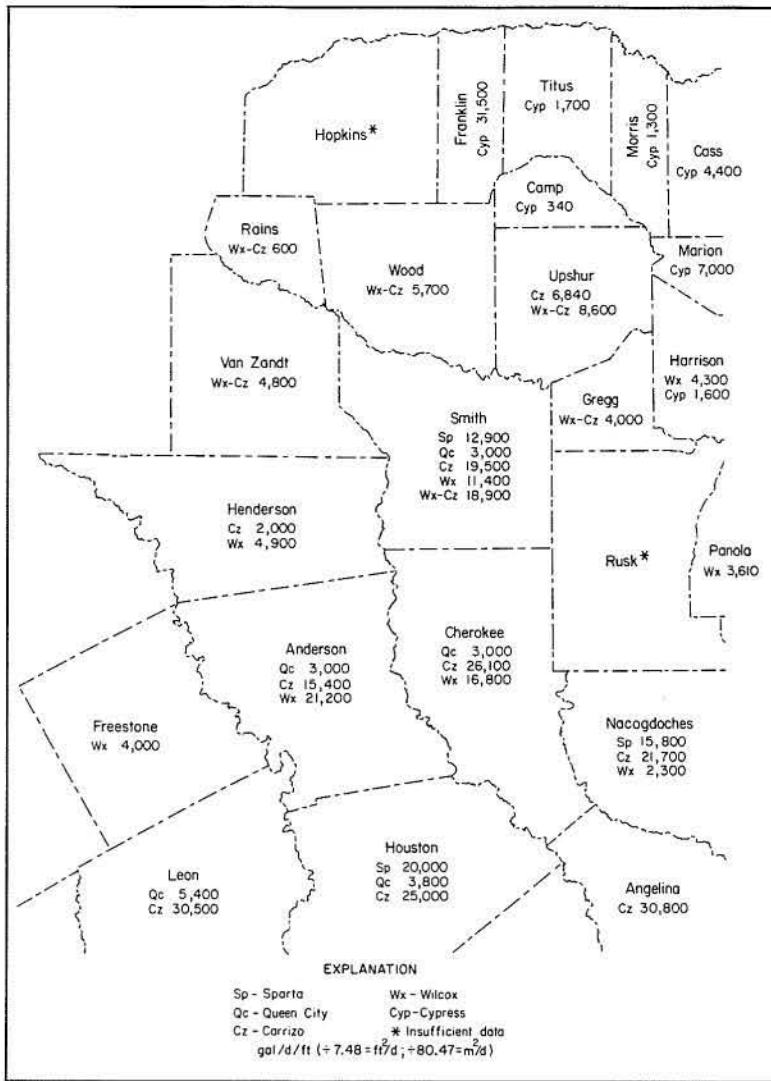 Hopkins*
Franklin
Cyp 31,500
Titus
Cyp 1,700
Morris
Cyp 1,300
Cass
Cyp 4,400
Camp
Cyp 340
Rains
Wx-Cz 600
Wood
Wx-Cz 5,700
Upshur
Cz 6,840
Wx-Cz 8,600
Marion
Cyp 7,000
Van Zandt
Wx-Cz 4,800
Smith
Sp 12,900
Qc 3,000
Cz 19,500
Wx 11,400
Wx-Cz 18,900
Gregg
Wx-Cz 4,000
Harrison
Wx 4,300
Cyp 1,600
Henderson
Cz 2,000
Wx 4,900
Rusk*
Panola
Wx 3,610
Anderson
Qc 3,000
Cz 15,400
Wx 21,200
Cherokee
Qc 3,000
Cz 26,100
Wx 16,800
Freestone
Wx 4,000
Nacogdoches
Sp 15,800
Cz 21,700
Wx 2,300
Leon
Qc 5,400
Cz 30,500
Houston
Sp 20,000
Qc 3,800
Cz 25,000
Angelina
Cz 30,800
EXPLANATION
Sp - Sparta
Wx - Wilcox
Qc - Queen City
Cyp-Cypress
Cz - Carrizo
* Insufficient data
gal/d/ft (÷7.48=ft²/d;÷80.47=m²/d)